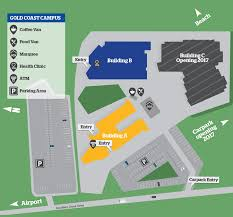 GOLD COAST CAMPUS
Coffee Van
Food Van
Marquee
Health Clinic
ATM
Parking Area
Beach
Building B
Building C
Opening 2017
Entry
Entry
Building A
Entry
Carpark opening
2017
Carpark Entry
Airport
N
P
P